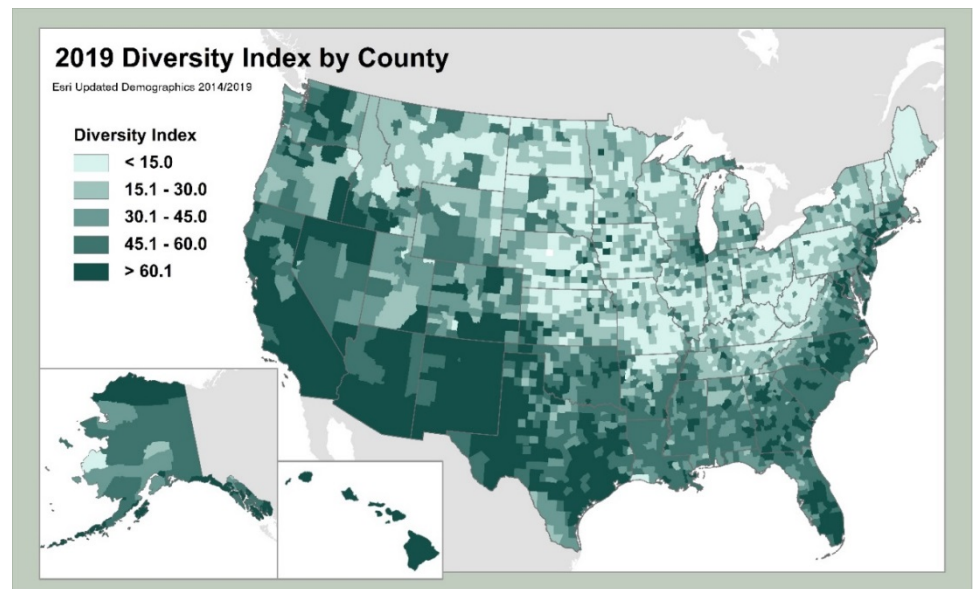 2019 Diversity Index by County
Esri Updated Demographics 2014/2019
Diversity Index
< 15.0
15.1 - 30.0
30.1 - 45.0
45.1 - 60.0
> 60.1